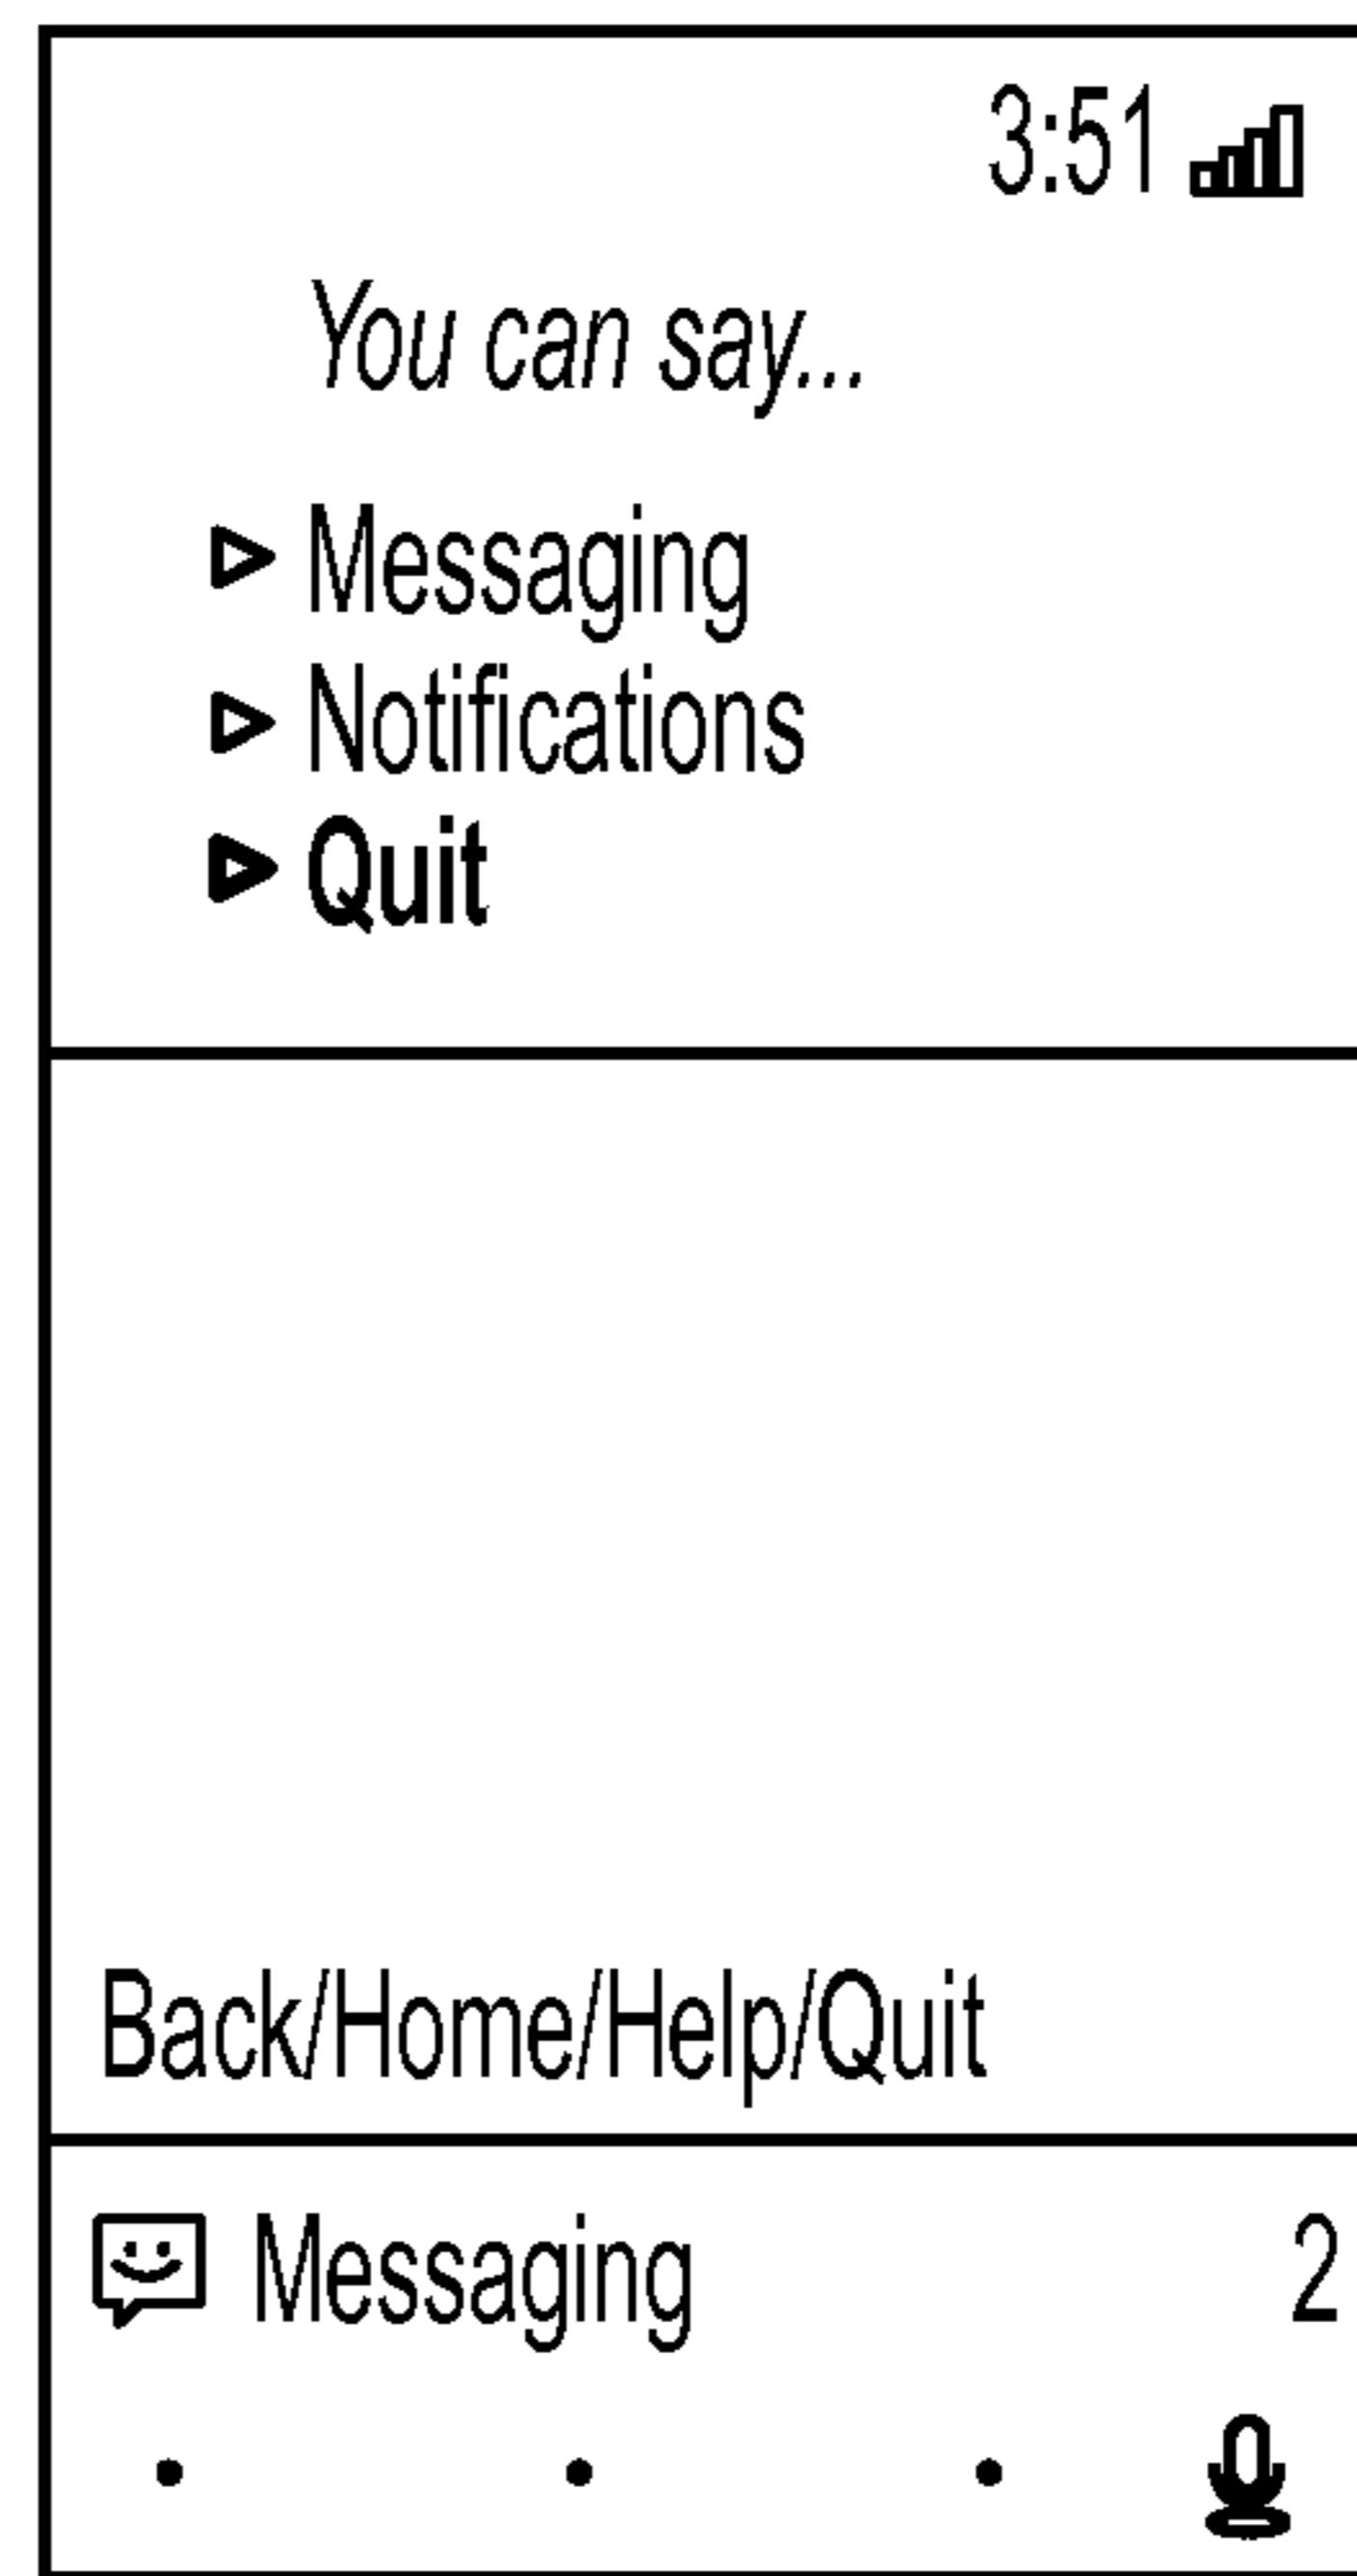 3:51
You can say...
Messaging
Notifications
Quit
Back/Home/Help/Quit
Messaging 2